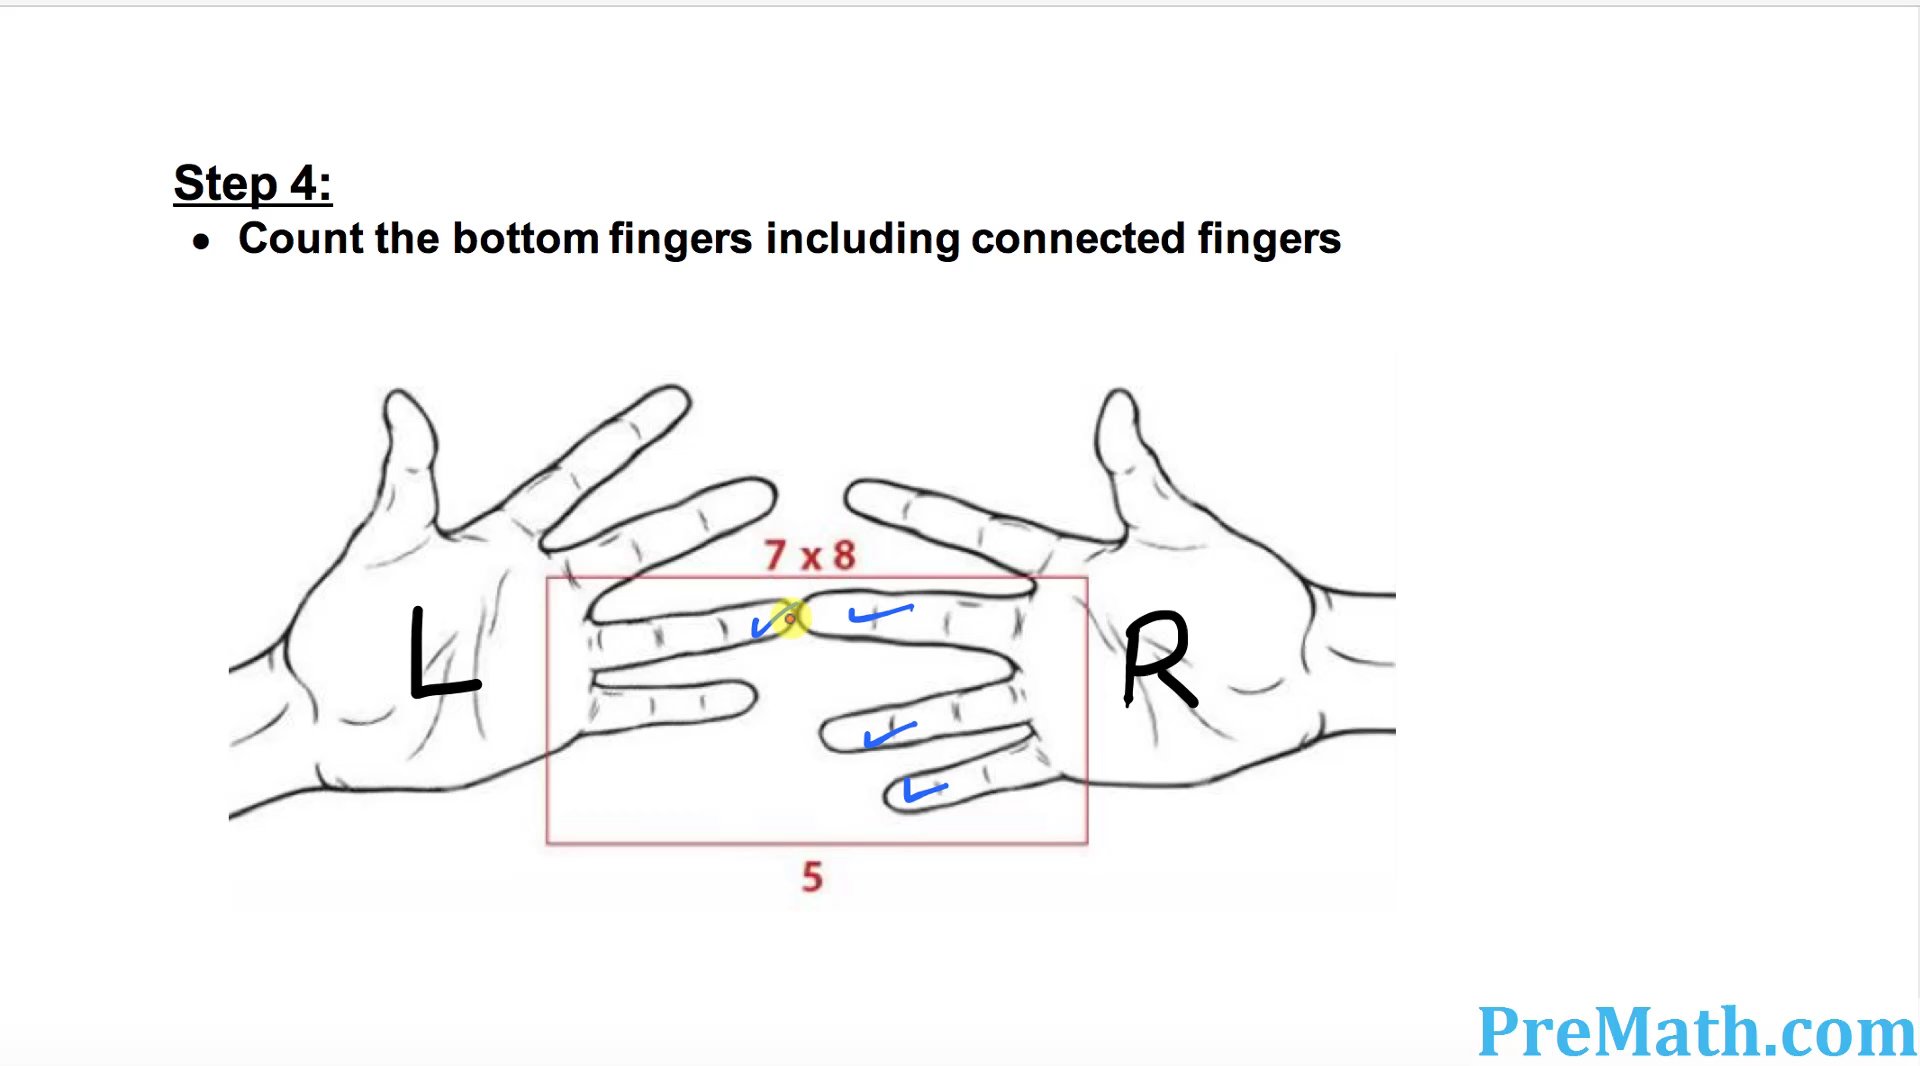 Step 4:
• Count the bottom fingers including connected fingers
7 x 8
L
R
5
PreMath.com